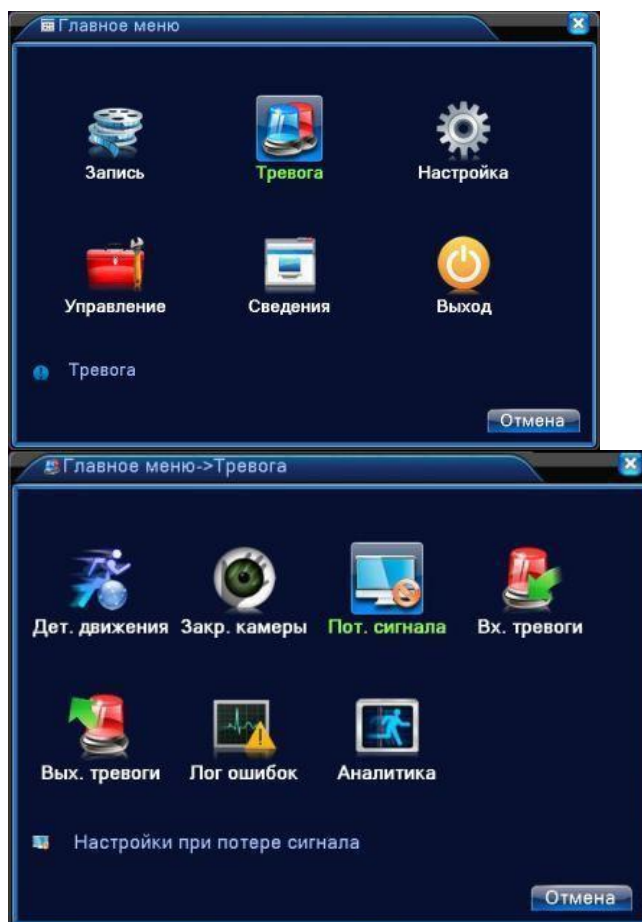 Главное меню
Запись Тревога Настройка
Управление Сведения Выход
Тревога
Отмена
Главное меню->Тревога
Дет. движения Закр. камеры Пот. сигнала Вх. тревоги
Вых. тревоги Лог ошибок Аналитика
Настройки при потере сигнала
Отмена